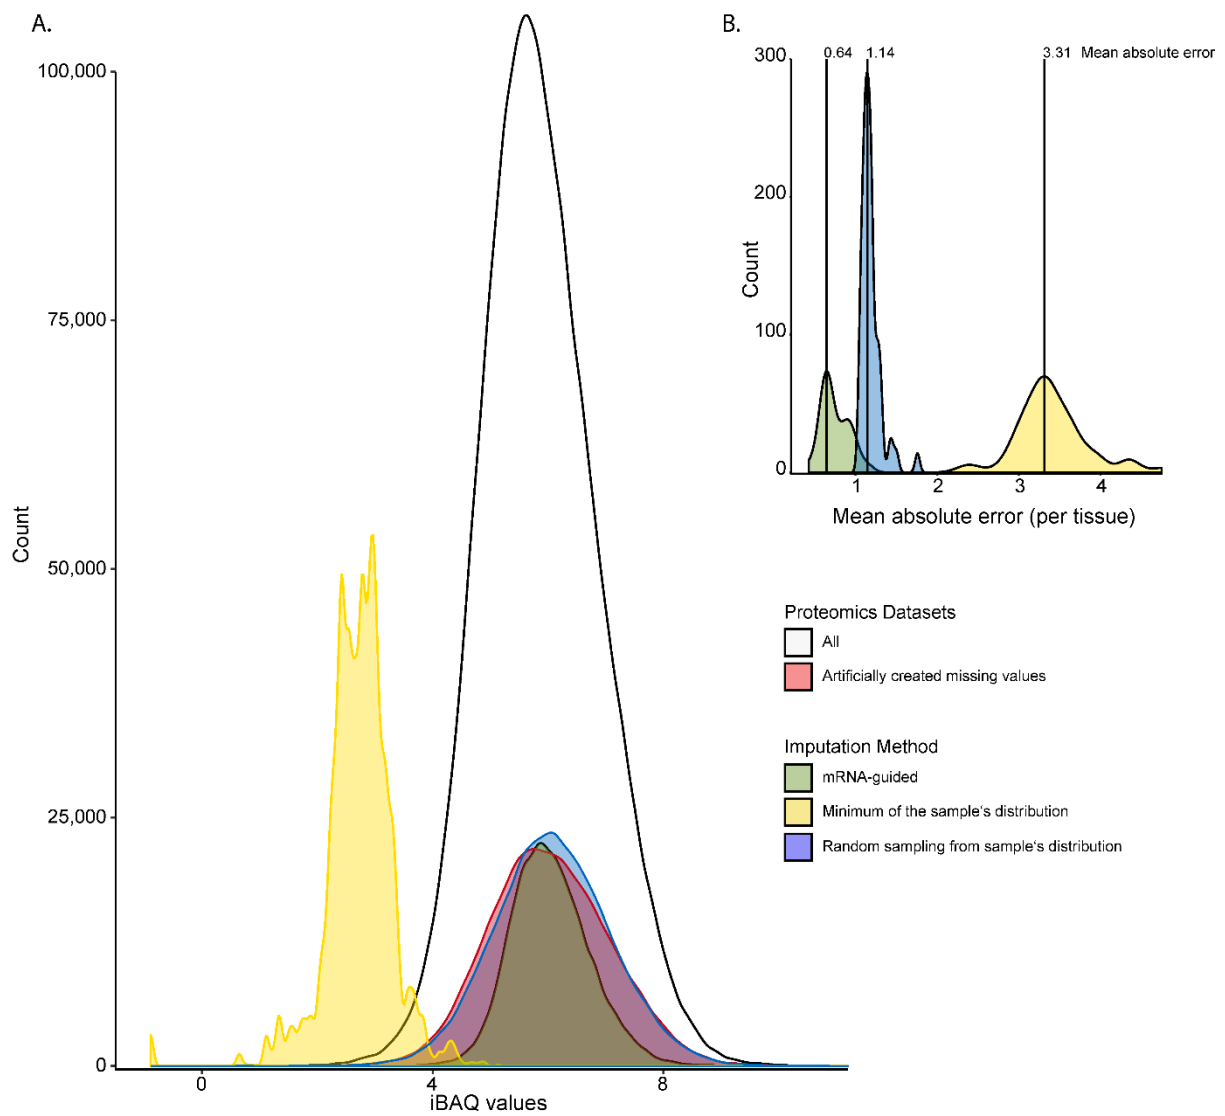 A.
100,000
75,000
50,000
25,000
0
Count
0 4 8
iBAQ values
B.
0.64 1.14 3.31 Mean absolute error
300
200
100
0
Count
1 2 3 4
Mean absolute error (per tissue)
Proteomics Datasets
All
Artificially created missing values
Imputation Method
mRNA-guided
Minimum of the sample‘s distribution
Random sampling from sample‘s distribution